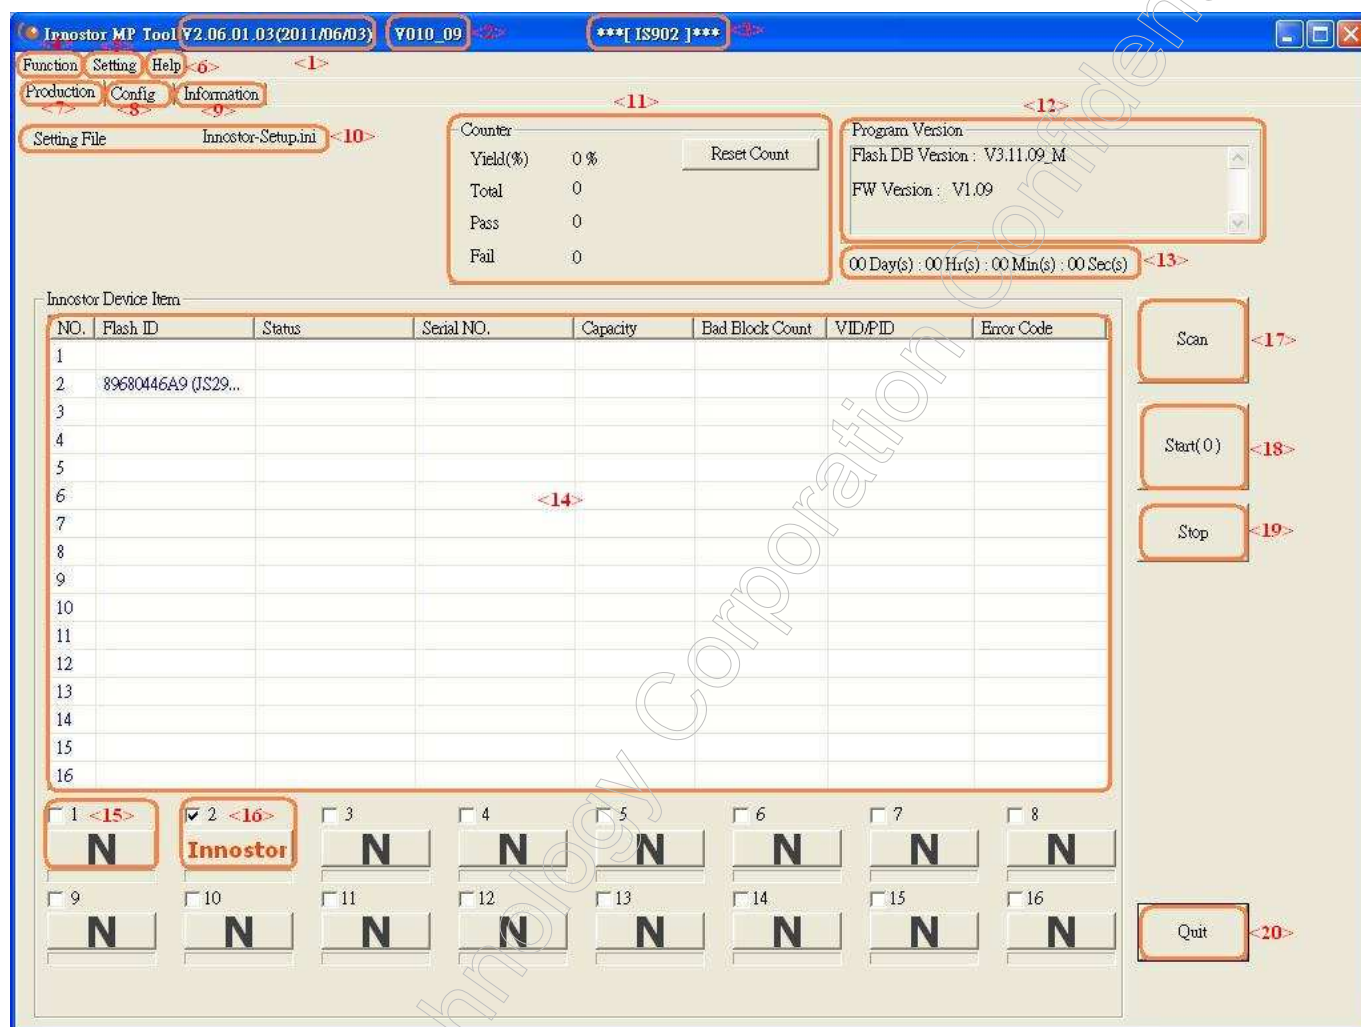 Innostor MP Tool V2.06.01.03(2011/06/03) V010_09 <2> ***[ IS902 ]*** <3>
Function Setting Help <6> <1>
Production Config Information
<7> <8> <9>
Setting File Innostor-Setup.ini <10>
<11>
Counter
Yield(%) 0 % Reset Count
Total 0
Pass 0
Fail 0
<12>
Program Version
Flash DB Version : V3.11.09_M
FW Version : V1.09
00 Day(s) : 00 Hr(s) : 00 Min(s) : 00 Sec(s) <13>
Innostor Device Item
NO. Flash ID Status Serial NO. Capacity Bad Block Count VID/PID Error Code
1
2 89680446A9 (JS29...
3
4
5
6
<14>
7
8
9
10
11
12
13
14
15
16
Scan <17>
Start( 0 ) <18>
Stop <19>
1 <15> 2 <16> 3 4 5 6 7 8
N Innostor N N N N N N
9 10 11 12 13 14 15 16
N N N N N N N N
Quit <20>
Technology Corporation Confiden